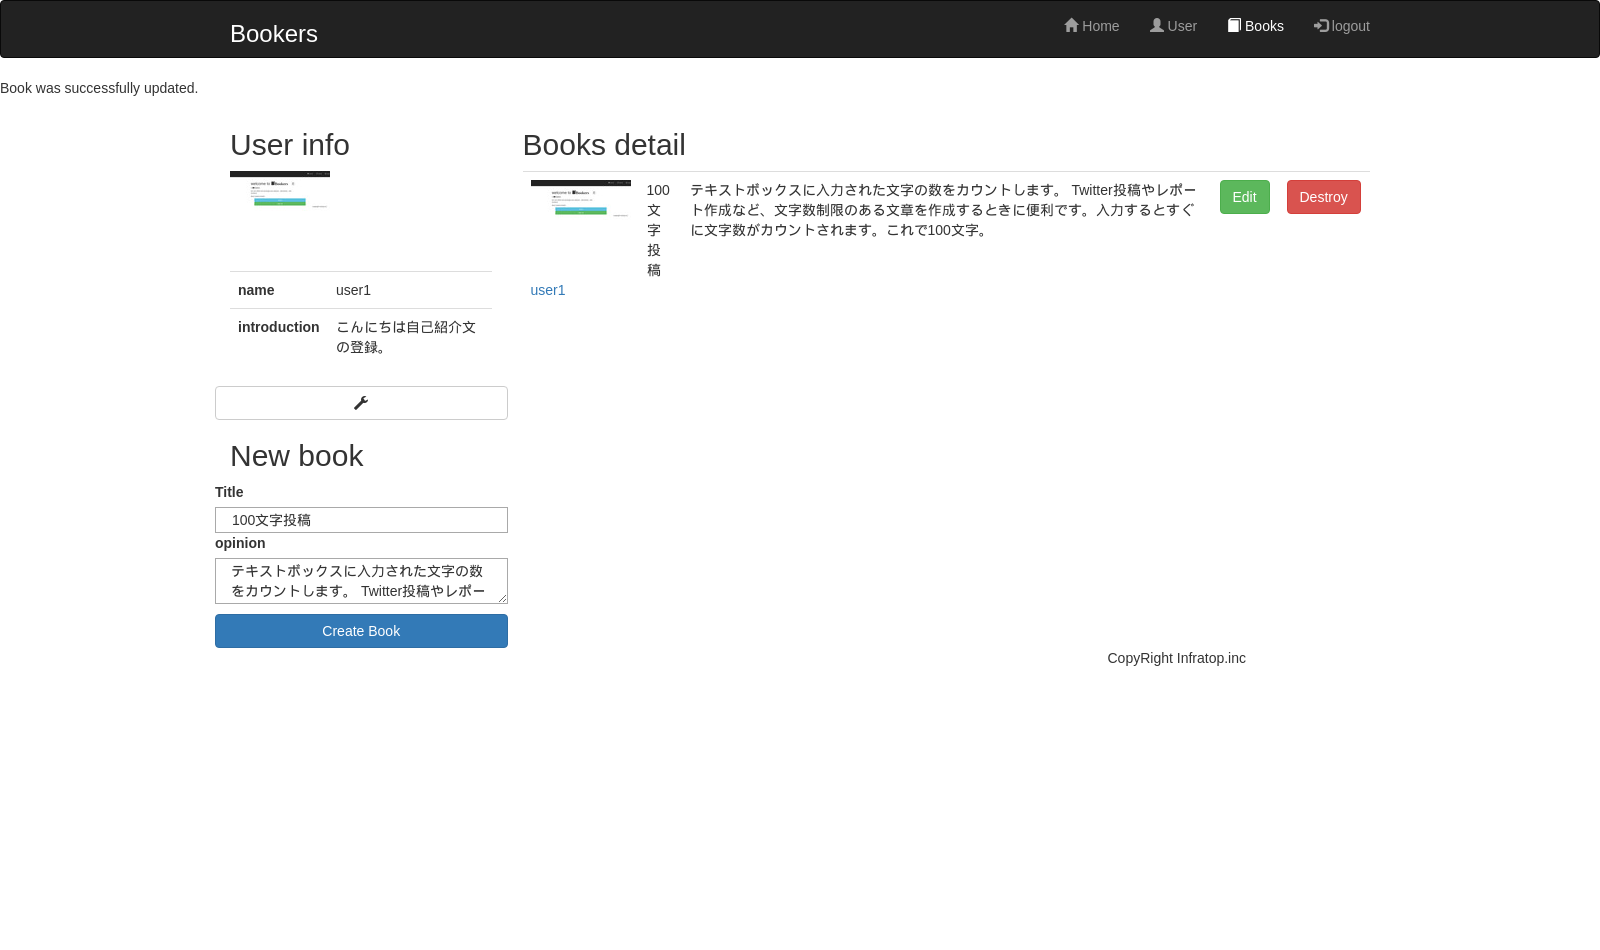 Bookers
Home
User
Books
logout
Book was successfully updated.
User info
name user1
introduction こんにちは自己紹介文
の登録。
New book
Title
100文字投稿
opinion
テキストボックスに入力された文字の数
をカウントします。 Twitter投稿やレポー
Create Book
Books detail
100
文
字
投
稿
テキストボックスに入力された文字の数をカウントします。 Twitter投稿やレポー
ト作成など、文字数制限のある文章を作成するときに便利です。入力するとすぐ
に文字数がカウントされます。これで100文字。
Edit
Destroy
user1
CopyRight Infratop.inc